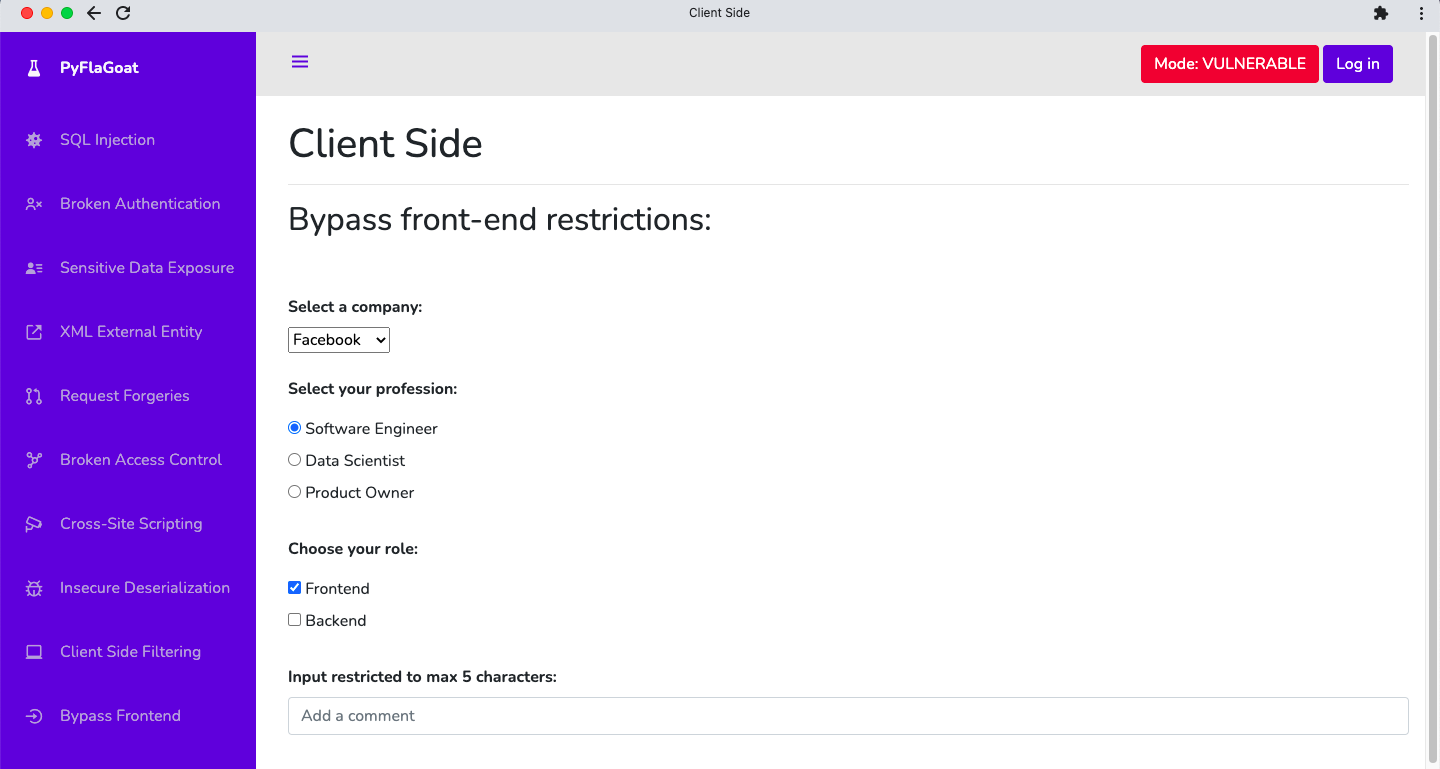 Client Side
PyFlaGoat
Mode: VULNERABLE
Log in
SQL Injection
Broken Authentication
Sensitive Data Exposure
XML External Entity
Request Forgeries
Broken Access Control
Cross-Site Scripting
Insecure Deserialization
Client Side Filtering
Bypass Frontend
Client Side
Bypass front-end restrictions:
Select a company:
Facebook
Select your profession:
Software Engineer
Data Scientist
Product Owner
Choose your role:
Frontend
Backend
Input restricted to max 5 characters:
Add a comment